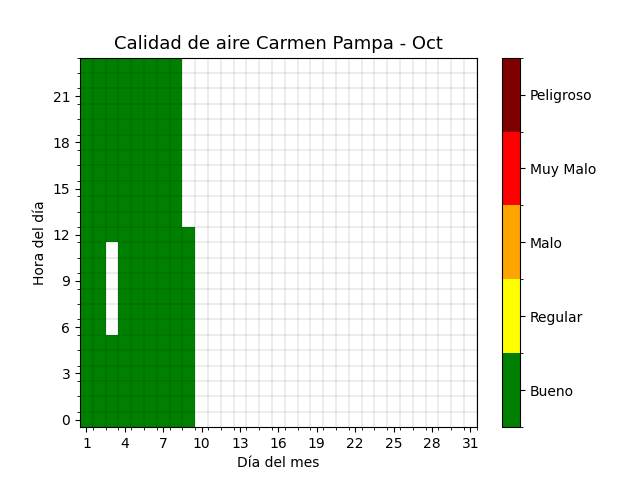 Calidad de aire Carmen Pampa - Oct
Hora del día
21
18
15
12
9
6
3
0
1 4 7 10 13 16 19 22 25 28 31
Día del mes
Peligroso
Muy Malo
Malo
Regular
Bueno